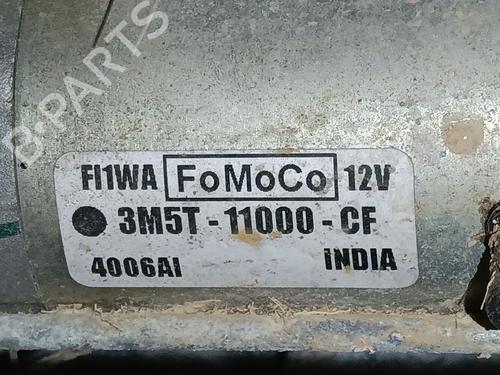 B-PARTS
FI1WA FoMoCo 12V
3M5T - 11000 - CF
4006AI INDIA